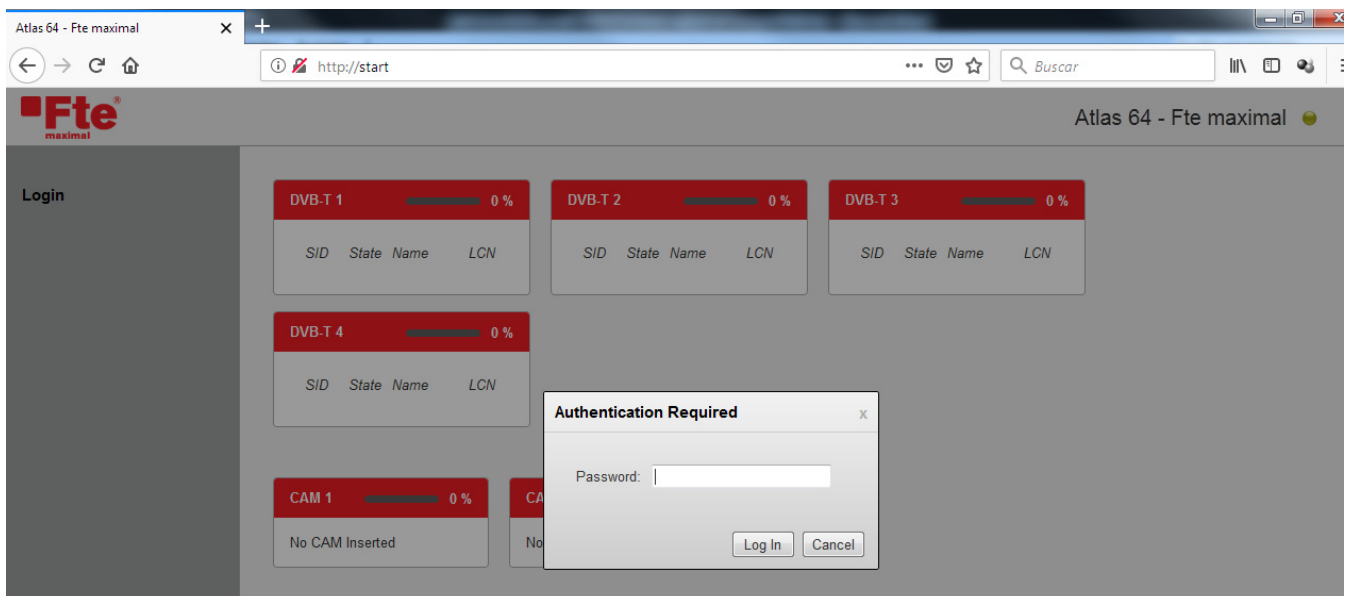 Atlas 64 - Fte maximal
http://start
Buscar
Fte®
maximal
Atlas 64 - Fte maximal
Login
DVB-T 1 0 %
SID State Name LCN
DVB-T 2 0 %
SID State Name LCN
DVB-T 3 0 %
SID State Name LCN
DVB-T 4 0 %
SID State Name LCN
CAM 1 0 %
No CAM Inserted
CA
No
Authentication Required x
Password:
Log In Cancel